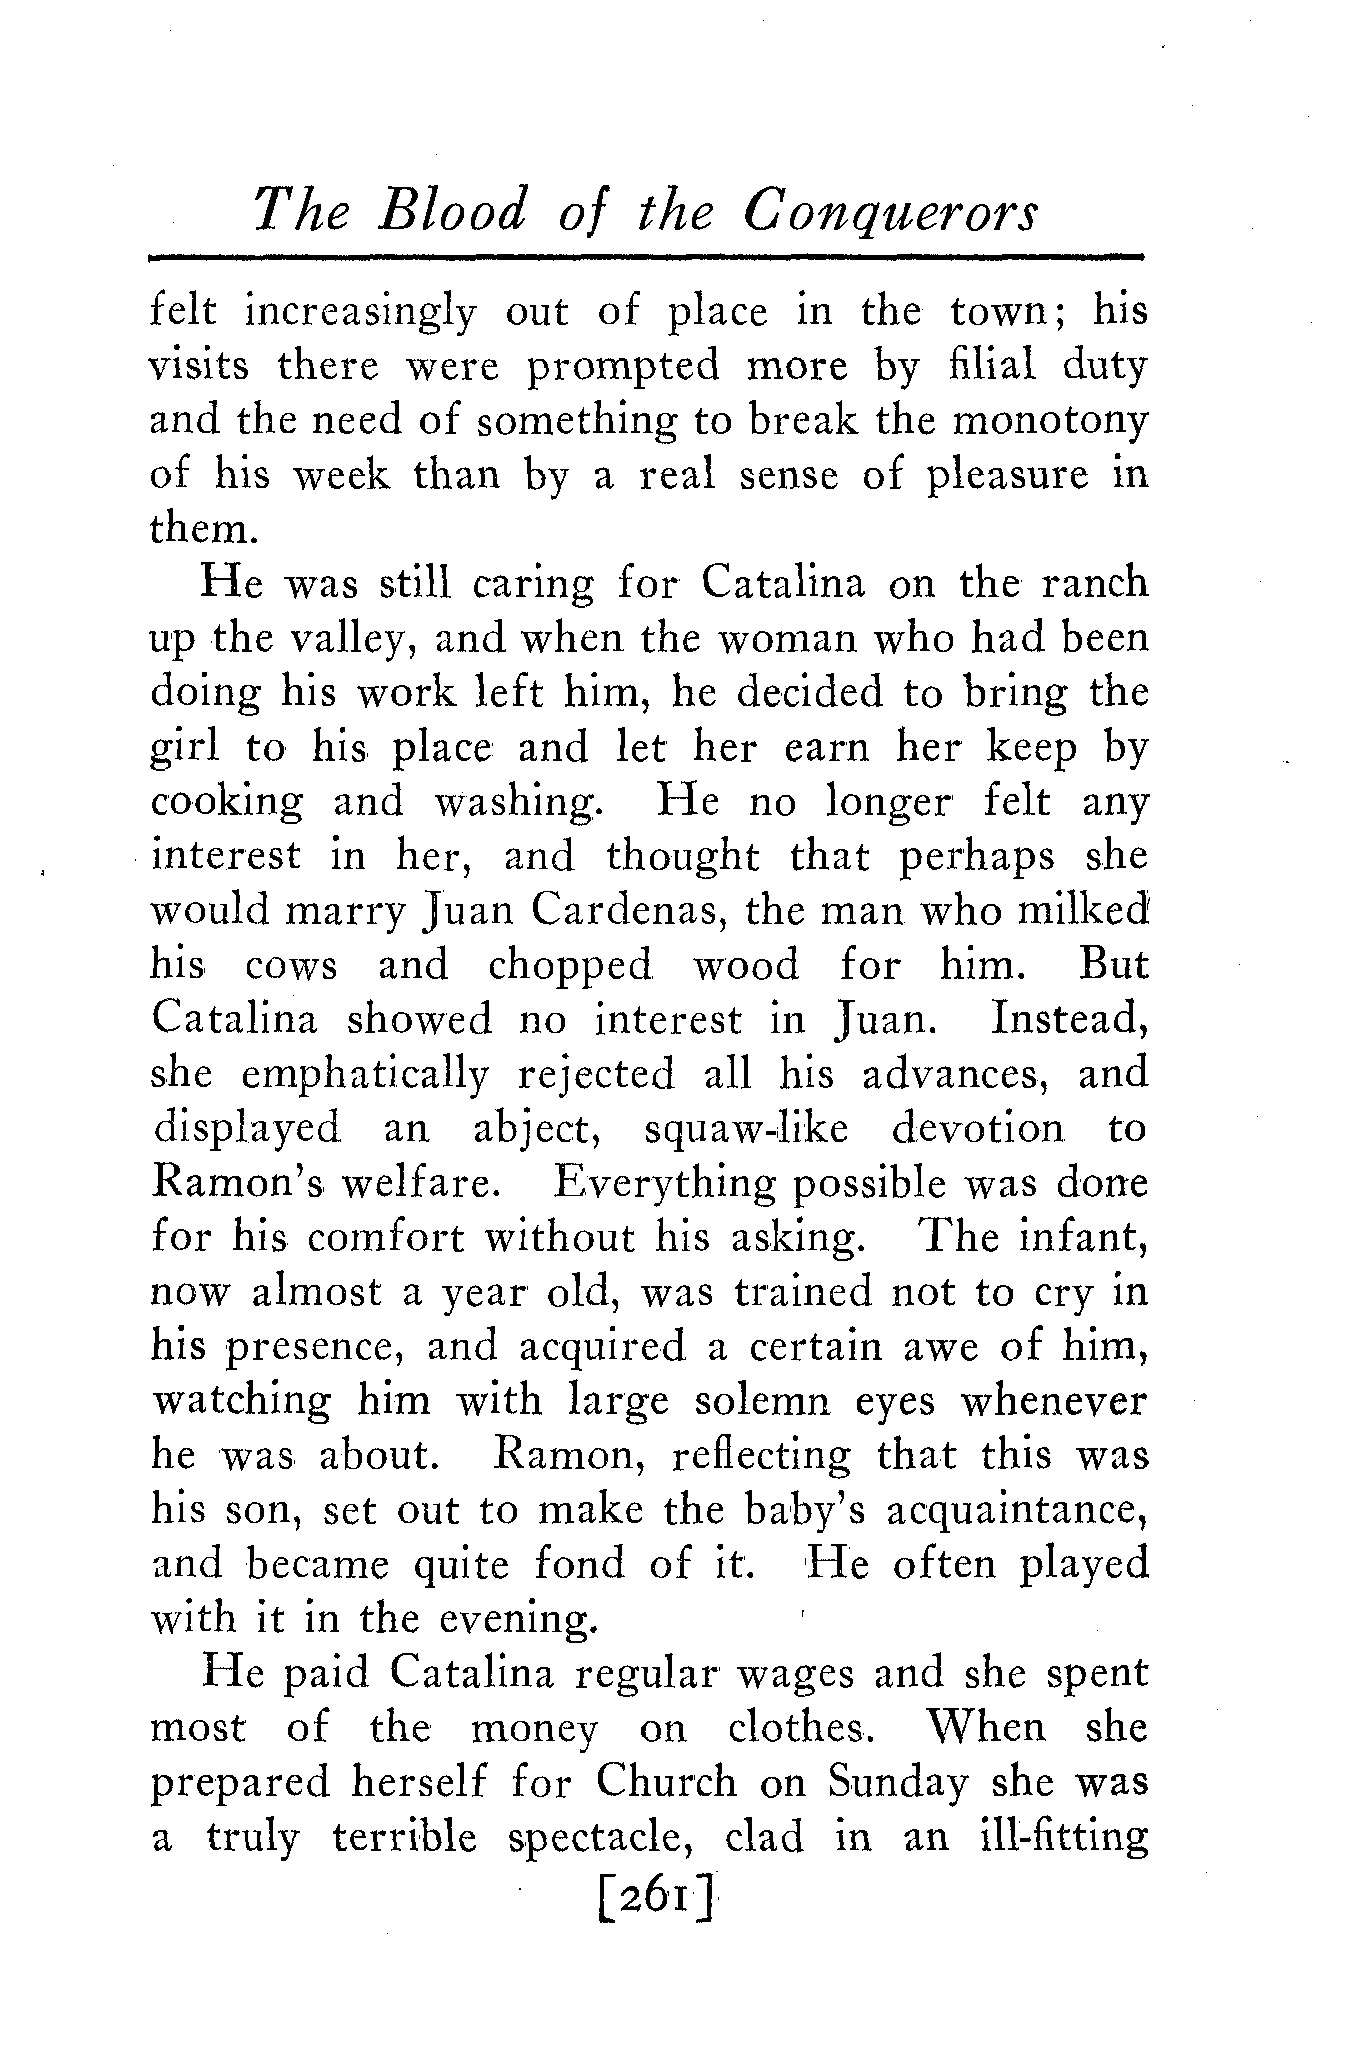 The Blood of the Conquerors
felt increasingly out of place in the town; his
visits there were prompted more by filial duty
and the need of something to break the monotony
of his week than by a real sense of pleasure in
them.
He was still caring for Catalina on the ranch
up the valley, and when the woman who had been
doing his work left him, he decided to bring the
girl to his place and let her earn her keep by
cooking and washing. He no longer felt any
interest in her, and thought that perhaps she
would marry Juan Cardenas, the man who milked
his cows and chopped wood for him. But
Catalina showed no interest in Juan. Instead,
she emphatically rejected all his advances, and
displayed an abject, squaw-like devotion to
Ramon's welfare. Everything possible was done
for his comfort without his asking. The infant,
now almost a year old, was trained not to cry in
his presence, and acquired a certain awe of him,
watching him with large solemn eyes whenever
he was about. Ramon, reflecting that this was
his son, set out to make the baby's acquaintance,
and became quite fond of it. He often played
with it in the evening.
He paid Catalina regular wages and she spent
most of the money on clothes. When she
prepared herself for Church on Sunday she was
a truly terrible spectacle, clad in an ill-fitting
[261]